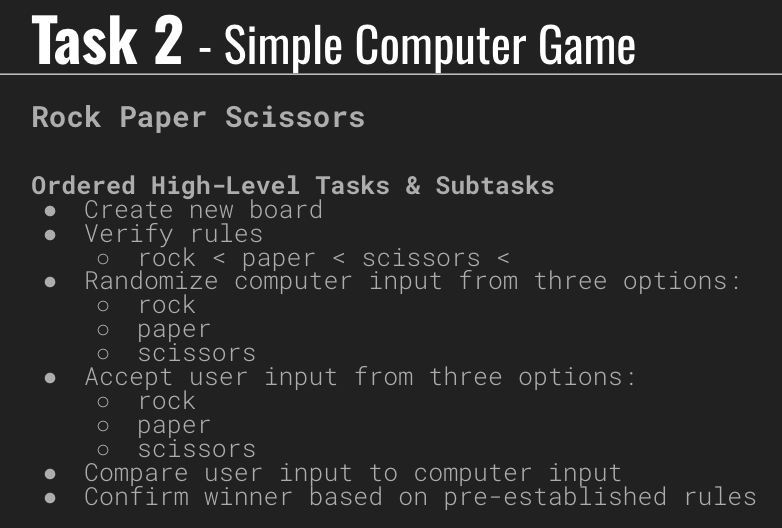 Task 2 - Simple Computer Game
Rock Paper Scissors
Ordered High-Level Tasks & Subtasks
● Create new board
● Verify rules
○ rock < paper < scissors <
● Randomize computer input from three options:
○ rock
○ paper
○ scissors
● Accept user input from three options:
○ rock
○ paper
○ scissors
● Compare user input to computer input
● Confirm winner based on pre-established rules